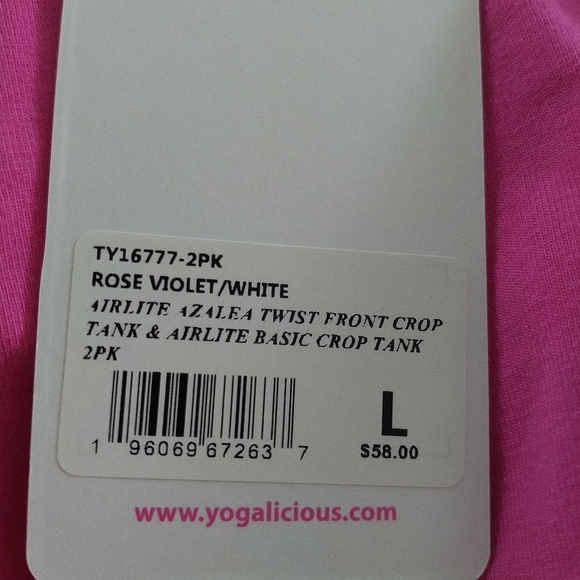 TY16777-2PK
ROSE VIOLET/WHITE
AIRLITE AZALEA TWIST FRONT CROP
TANK & AIRLITE BASIC CROP TANK
2PK
L
1 96069 67263 7
$58.00
www.yogalicious.com